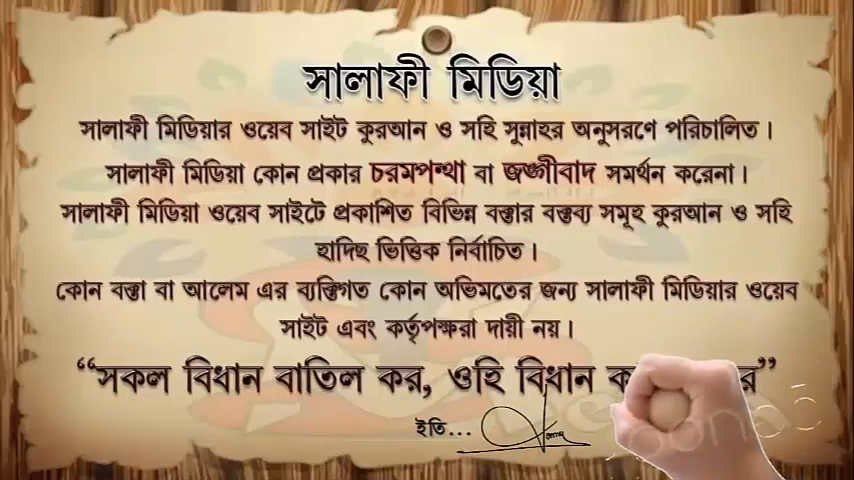 সালাফী মিডিয়া
সালাফী মিডিয়ার ওয়েব সাইট কুরআন ও সহি সুন্নাহর অনুসরণে পরিচালিত।
সালাফী মিডিয়া কোন প্রকার চরমপন্থা বা জঙ্গীবাদ সমর্থন করেনা।
সালাফী মিডিয়া ওয়েব সাইটে প্রকাশিত বিভিন্ন বক্তার বক্তব্য সমূহ কুরআন ও সহি
হাদিছ ভিত্তিক নির্বাচিত।
কোন বক্তা বা আলেম এর ব্যক্তিগত কোন অভিমতের জন্য সালাফী মিডিয়ার ওয়েব
সাইট এবং কর্তৃপক্ষরা দায়ী নয়।
“সকল বিধান বাতিল কর, ওহি বিধান
ইতি...